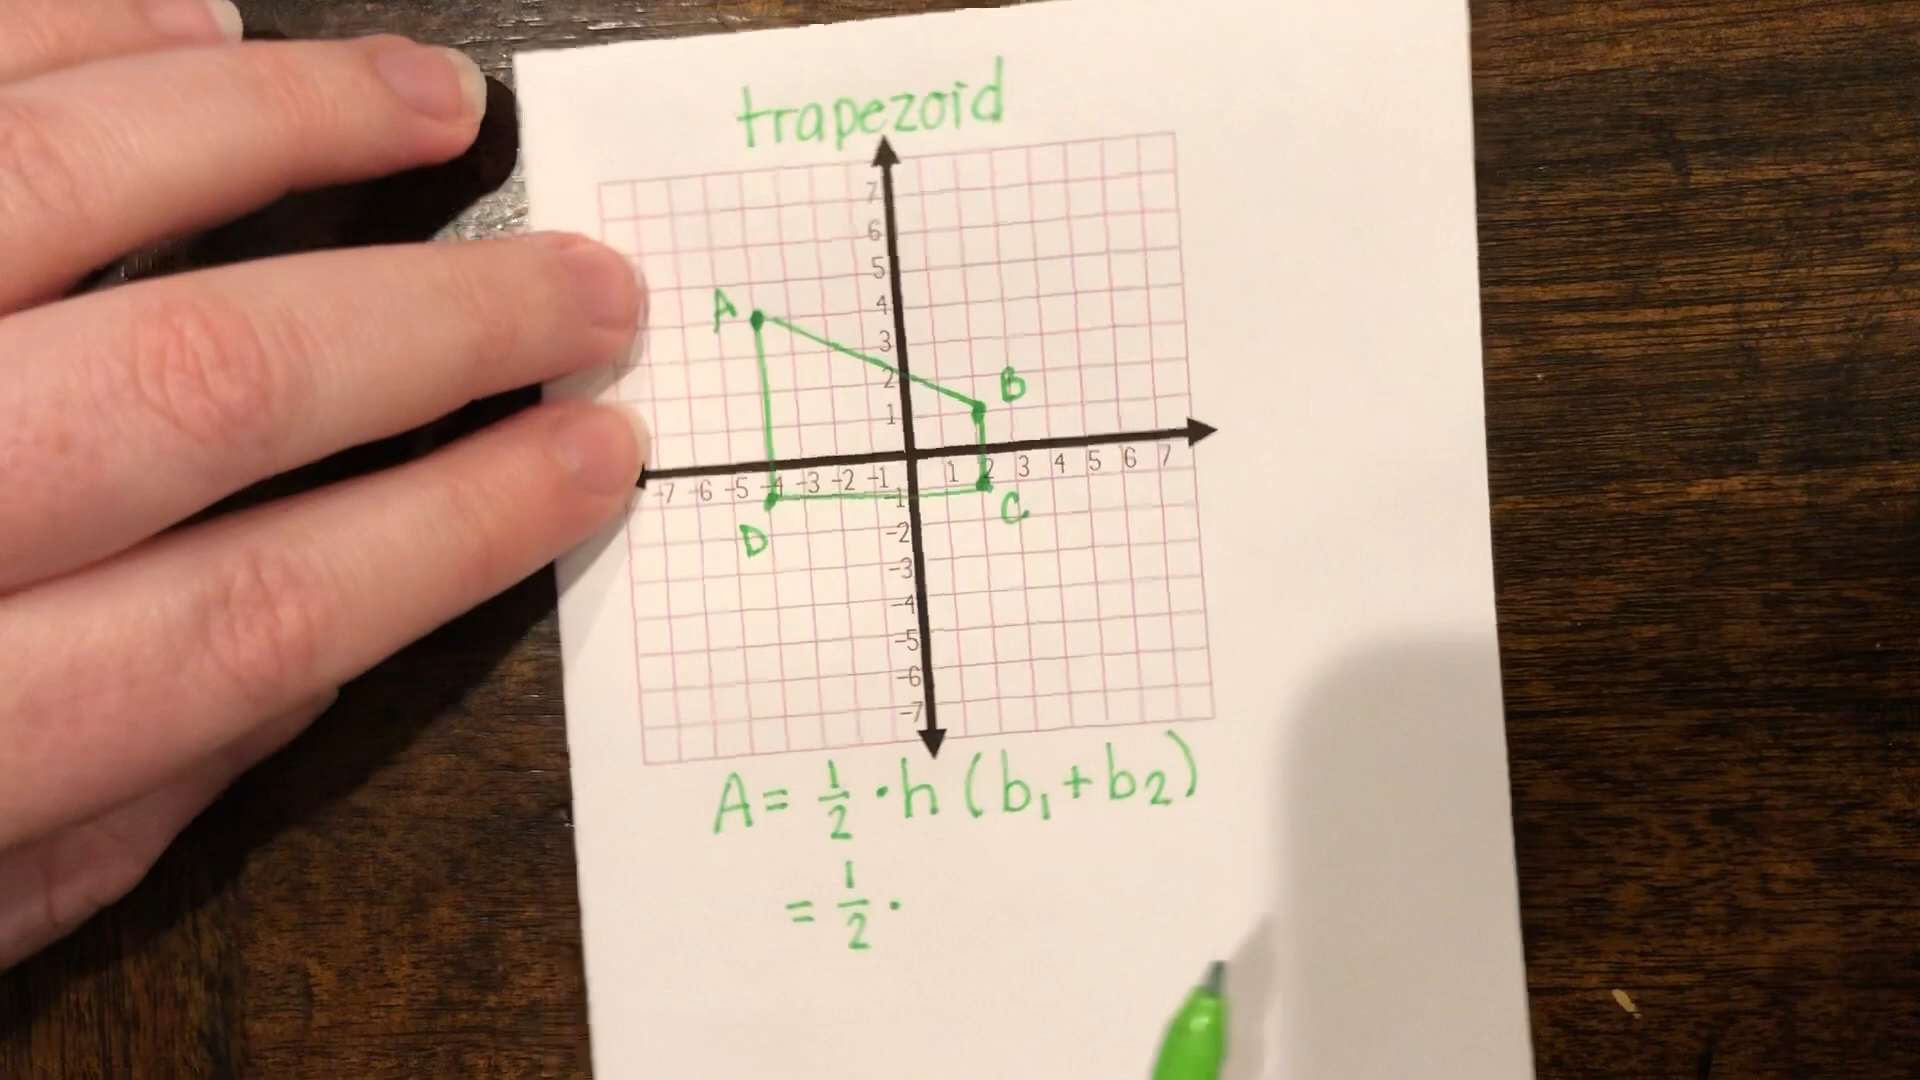 trapezoid
7
6
5
4
3
2
1
A
B
-7 -6 -5 -4 -3 -2 -1 1 2 3 4 5 6 7
-1
D
C
-2
-3
-4
-5
-6
-7
A = 1/2 · h (b₁ + b₂)
= 1/2 ·